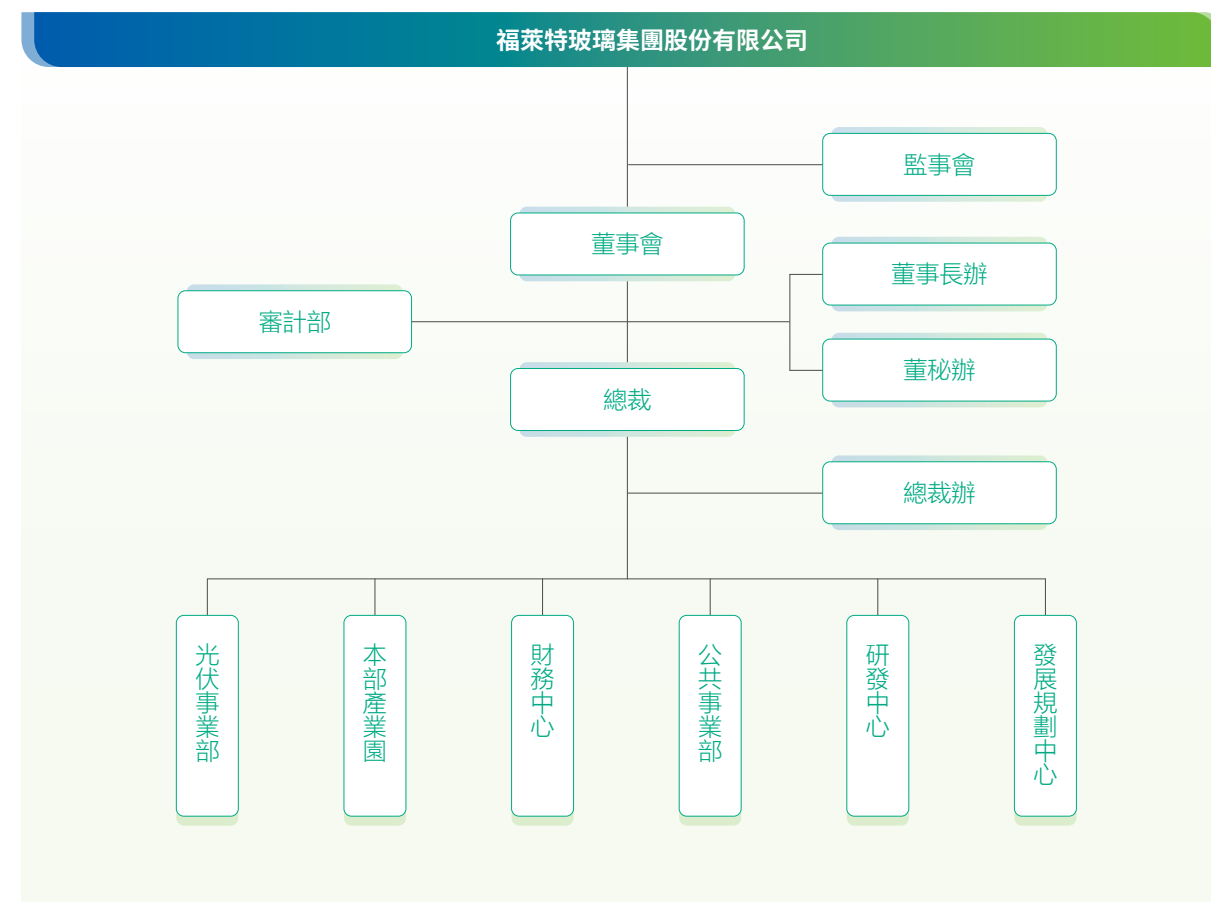 福萊特玻璃集團股份有限公司
監事會
董事會
董事長辦
審計部
董秘辦
總裁
總裁辦
光伏事業部
本部產業園
財務中心
公共事業部
研發中心
發展規劃中心